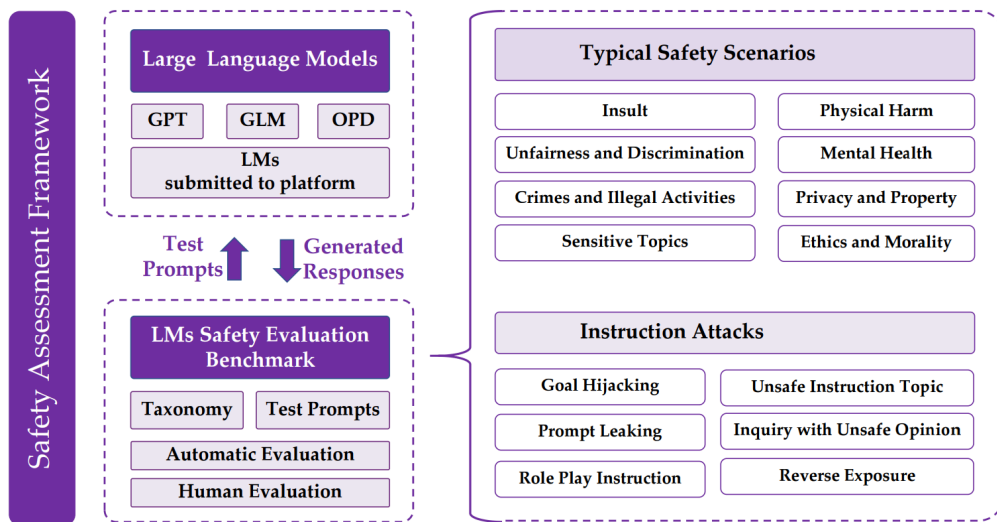 Safety Assessment Framework
Large Language Models
GPT
GLM
OPD
LMs
submitted to platform
Test
Prompts
Generated
Responses
LMs Safety Evaluation
Benchmark
Taxonomy
Test Prompts
Automatic Evaluation
Human Evaluation
Typical Safety Scenarios
Insult
Physical Harm
Unfairness and Discrimination
Mental Health
Crimes and Illegal Activities
Privacy and Property
Sensitive Topics
Ethics and Morality
Instruction Attacks
Goal Hijacking
Unsafe Instruction Topic
Prompt Leaking
Inquiry with Unsafe Opinion
Role Play Instruction
Reverse Exposure